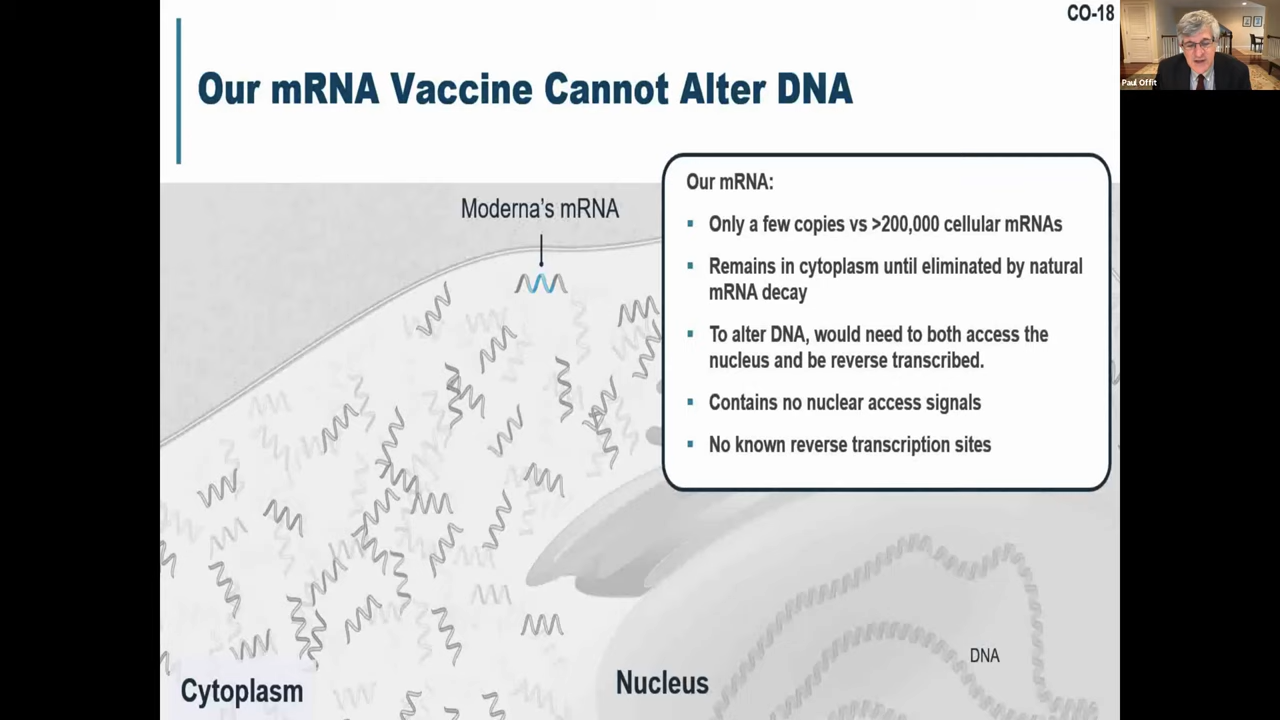 CO-18
Paul Offit
Our mRNA Vaccine Cannot Alter DNA
Moderna's mRNA
Our mRNA:
▪ Only a few copies vs >200,000 cellular mRNAs
▪ Remains in cytoplasm until eliminated by natural
mRNA decay
▪ To alter DNA, would need to both access the
nucleus and be reverse transcribed.
▪ Contains no nuclear access signals
▪ No known reverse transcription sites
DNA
Nucleus
Cytoplasm